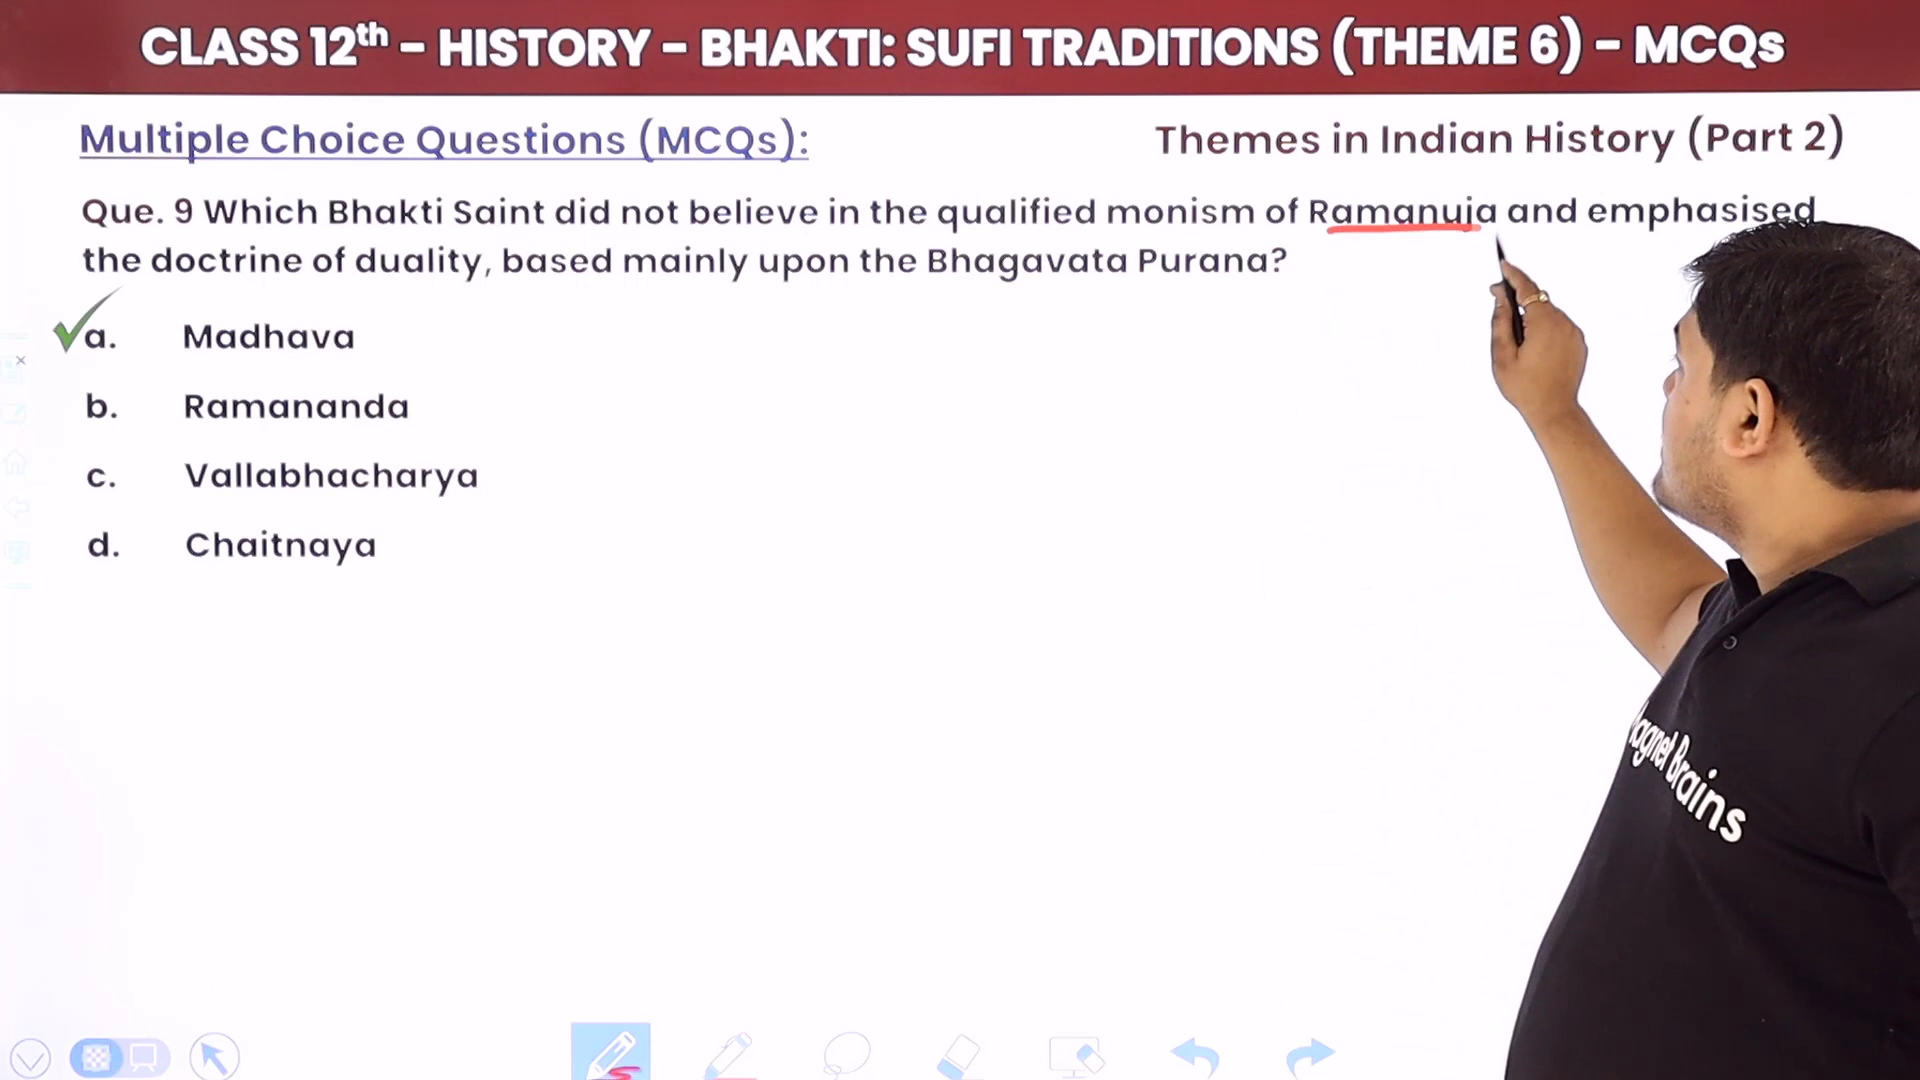 CLASS 12th – HISTORY – BHAKTI: SUFI TRADITIONS (THEME 6) – MCQs
Multiple Choice Questions (MCQs):
Themes in Indian History (Part 2)
Que. 9 Which Bhakti Saint did not believe in the qualified monism of Ramanuja and emphasised
the doctrine of duality, based mainly upon the Bhagavata Purana?
a. Madhava
b. Ramananda
c. Vallabhacharya
d. Chaitnaya
Brains